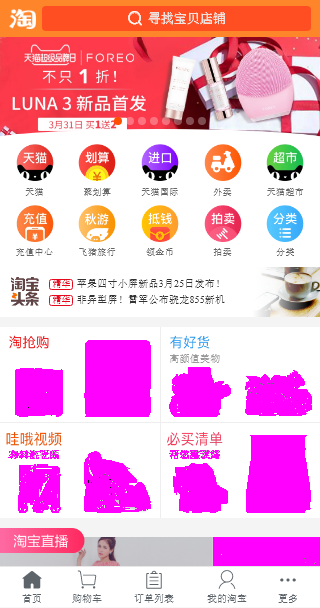 淘 寻找宝贝店铺
天猫超级品牌日 FOREO
不只1折！
LUNA 3 新品首发
3月31日 买1送2
天猫 划算 进口 超市
天猫 聚划算 天猫国际 外卖 天猫超市
充值 秋游 抵钱 拍卖 分类
充值中心 飞猪旅行 领金币 拍卖 分类
淘宝头条
精华 苹果四寸小屏新品3月25日发布！
精华 非异型屏！雷军公布骁龙855新机
淘抢购 有好货
高颜值美物
哇哦视频 必买清单
淘宝直播
首页 购物车 订单列表 我的淘宝 更多